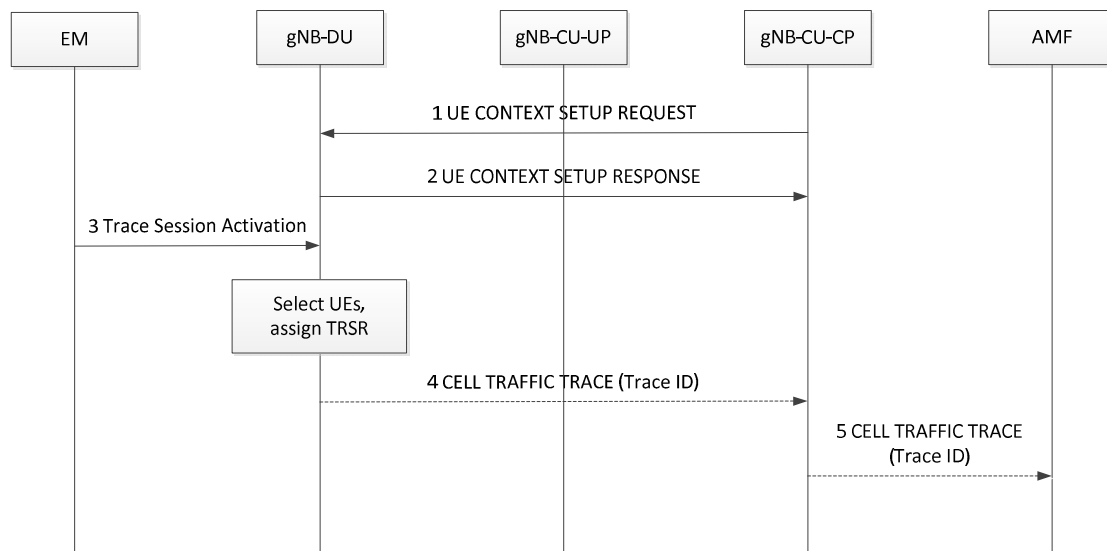 EM
gNB-DU
gNB-CU-UP
gNB-CU-CP
AMF
1 UE CONTEXT SETUP REQUEST
2 UE CONTEXT SETUP RESPONSE
3 Trace Session Activation
Select UEs,
assign TRSR
4 CELL TRAFFIC TRACE (Trace ID)
5 CELL TRAFFIC TRACE
(Trace ID)